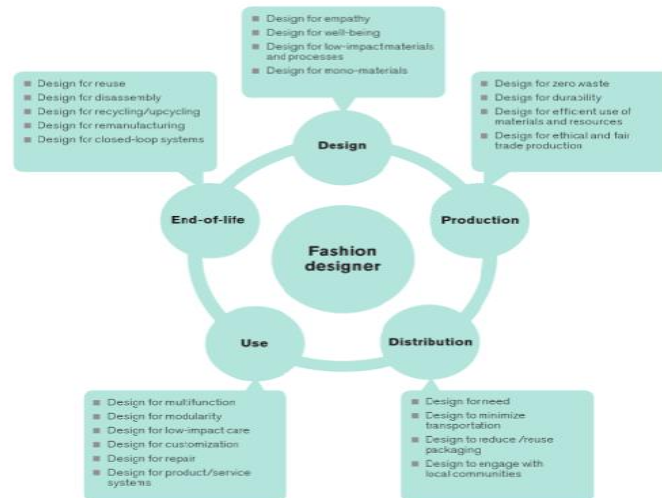 Design for empathy
Design for well-being
Design for low-impact materials
and processes
Design for mono-materials
Design for reuse
Design for disassembly
Design for recycling/upcycling
Design for remanufacturing
Design for closed-loop systems
Design for zero waste
Design for durability
Design for efficient use of
materials and resources
Design for ethical and fair
trade production
Design
End-of-life
Production
Fashion
designer
Use
Distribution
Design for multifunction
Design for modularity
Design for low-impact care
Design for customization
Design for repair
Design for product/service
systems
Design for need
Design to minimize
transportation
Design to reduce /reuse
packaging
Design to engage with
local communities